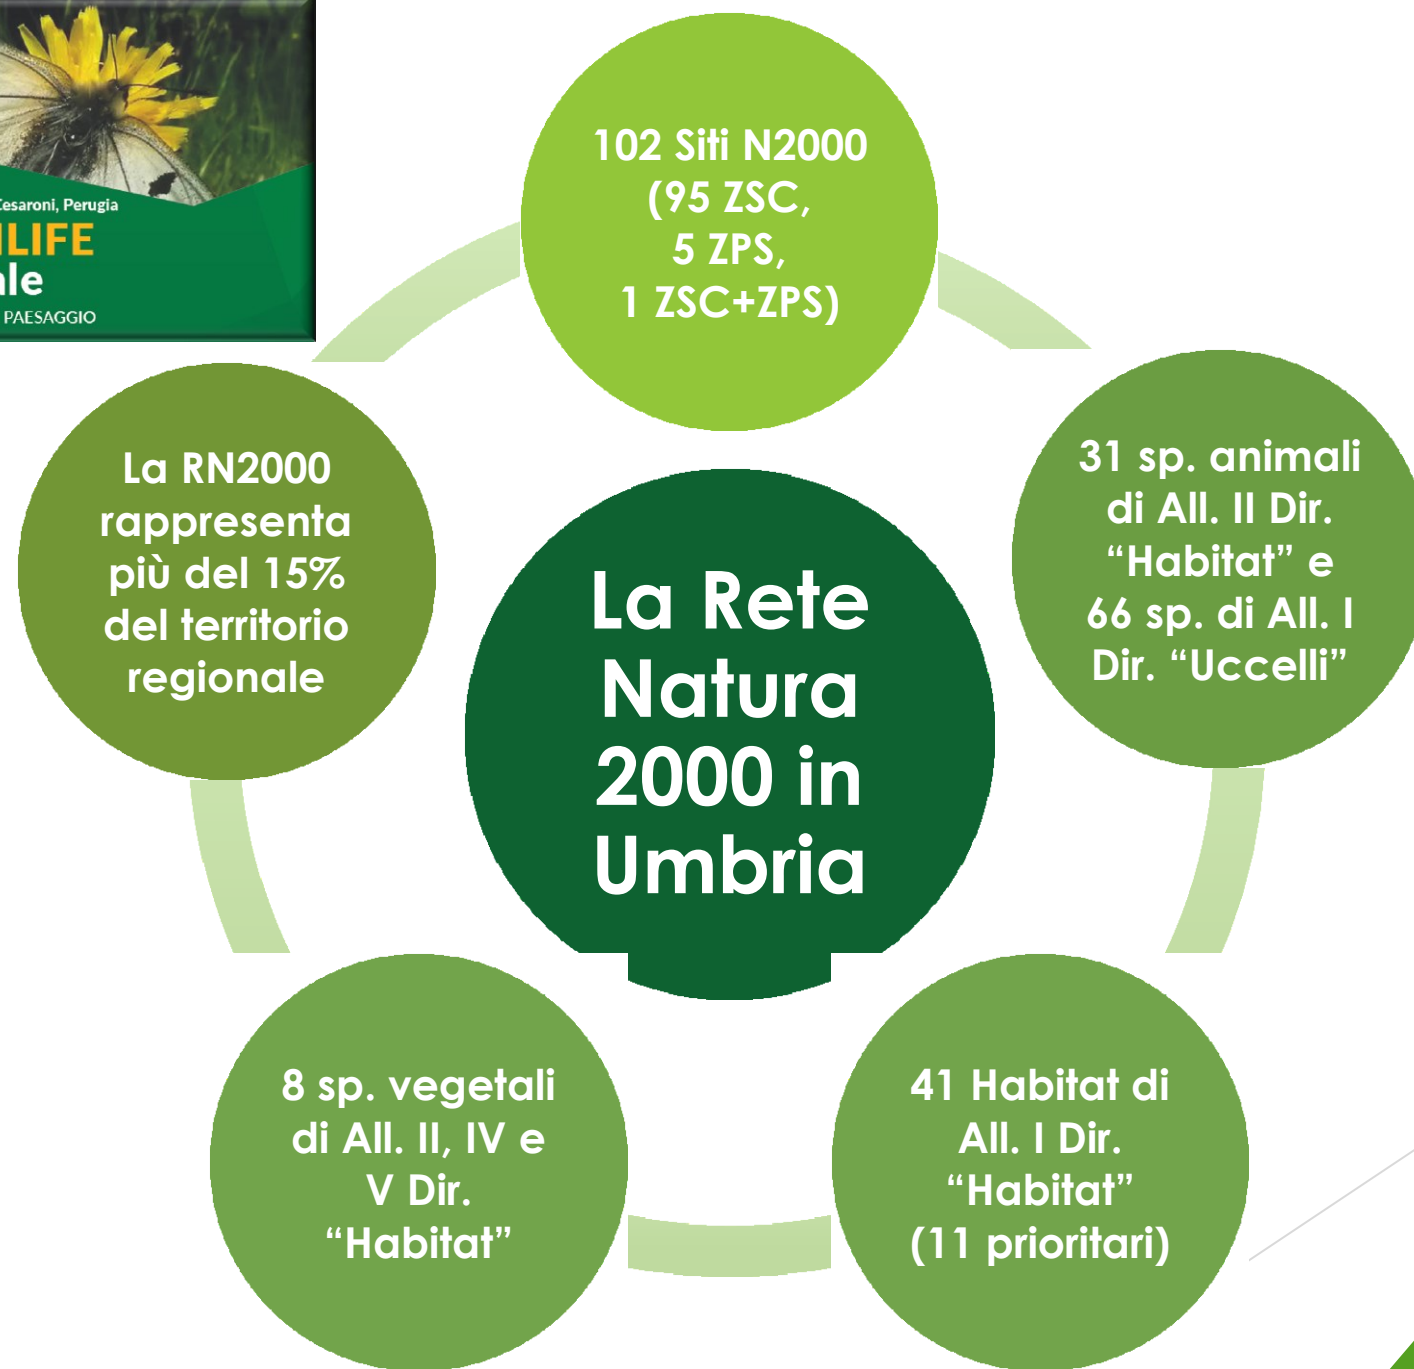 Cesaroni, Perugia
PAESAGGIO
102 Siti N2000
(95 ZSC,
5 ZPS,
1 ZSC+ZPS)
31 sp. animali
di All. II Dir.
“Habitat” e
66 sp. di All. I
Dir. “Uccelli”
41 Habitat di
All. I Dir.
“Habitat”
(11 prioritari)
8 sp. vegetali
di All. II, IV e
V Dir.
“Habitat”
La RN2000
rappresenta
più del 15%
del territorio
regionale
La Rete
Natura
2000 in
Umbria